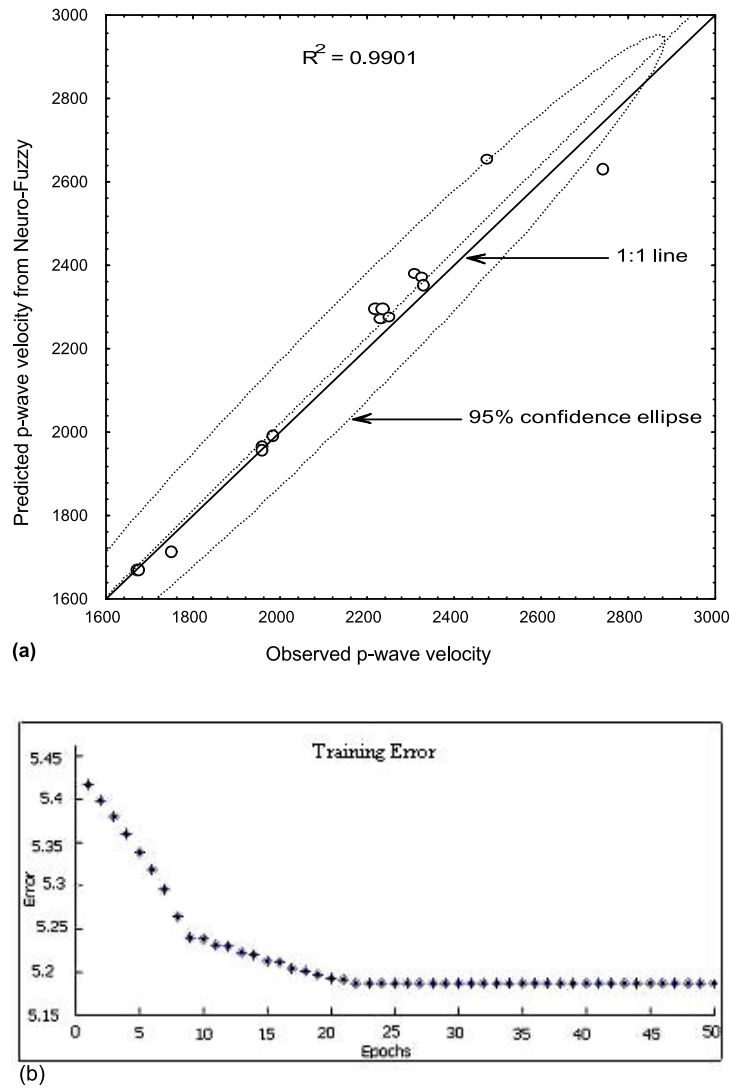 3000
R2 = 0.9901
2800
2600
2400
1:1 line
2200
2000
95% confidence ellipse
1800
1600
Predicted p-wave velocity from Neuro-Fuzzy
1600 1800 2000 2200 2400 2600 2800 3000
(a) Observed p-wave velocity
Training Error
5.45
5.4
5.35
5.3
5.25
5.2
5.15
Error
0 5 10 15 20 25 30 35 40 45 50
Epochs
(b)